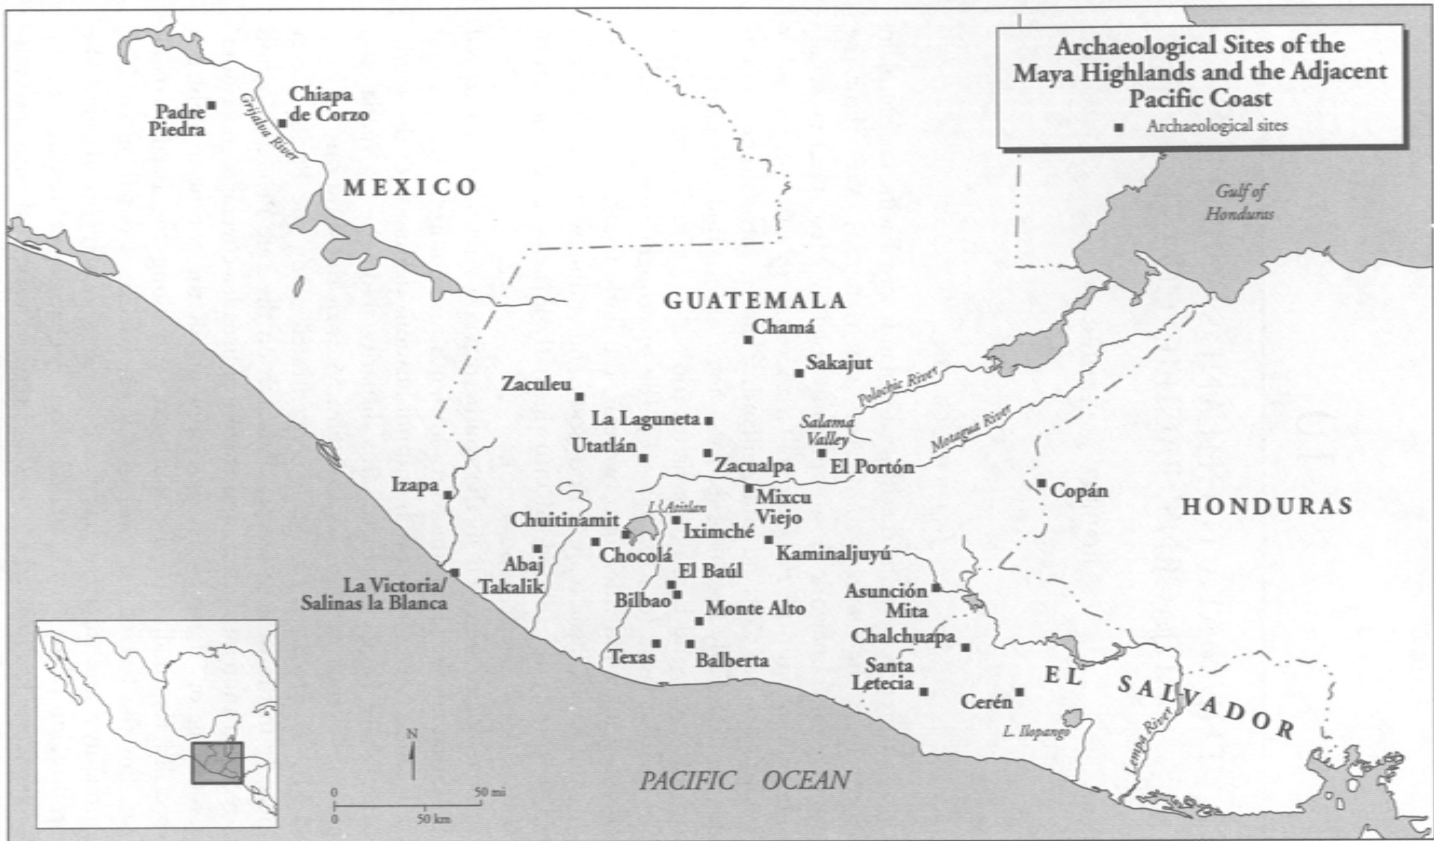 Archaeological Sites of the
Maya Highlands and the Adjacent
Pacific Coast
Archaeological sites
Padre
Piedra
Grijalva River
Chiapa
de Corzo
MEXICO
Gulf of
Honduras
GUATEMALA
Chamá
Sakajut
Zaculeu
Polochic River
La Laguneta
Salama
Valley
Motagua River
Utatlán
Zacualpa
El Portón
Izapa
Mixcu
Viejo
Copán
HONDURAS
L. Atitlan
Chuitinamit
Iximché
Chocolá
Kaminaljuyú
Abaj
Takalik
El Baúl
La Victoria/
Salinas la Blanca
Bilbao
Asunción
Mita
Monte Alto
Chalchuapa
Texas
Balberta
Santa
Letecia
Cerén
EL SALVADOR
L. Ilopango
Lempa River
N
PACIFIC OCEAN
0 50 mi
0 50 km